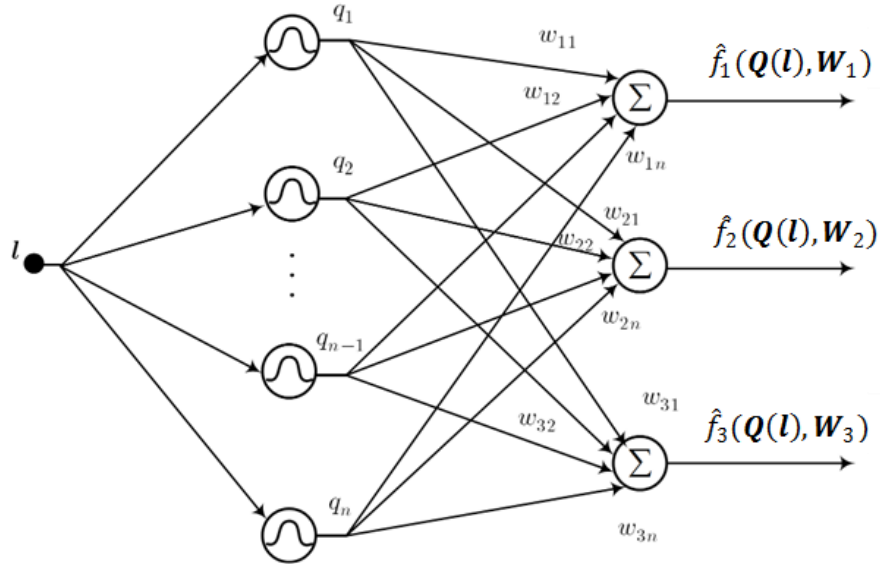 q₁
w₁₁
f̂₁(Q(l), W₁)
Σ
w₁₂
q₂
w₁ₙ
w₂₁
f̂₂(Q(l), W₂)
l
w₂₂
Σ
qₙ₋₁
w₂ₙ
w₃₁
w₃₂
f̂₃(Q(l), W₃)
Σ
qₙ
w₃ₙ